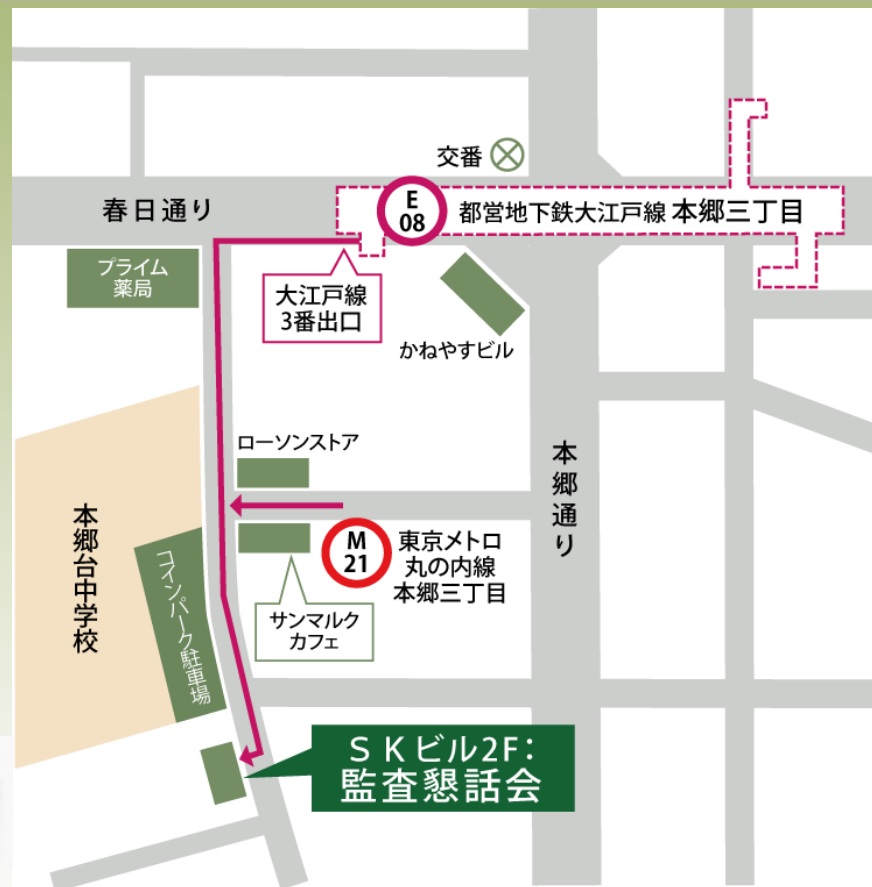 交番
春日通り
E
08
都営地下鉄大江戸線 本郷三丁目
プライム
薬局
大江戸線
3番出口
かねやすビル
ローソンストア
本郷通り
M
21
東京メトロ
丸の内線
本郷三丁目
本郷台中学校
コインパーク駐車場
サンマルク
カフェ
ＳＫビル2F：
監査懇話会